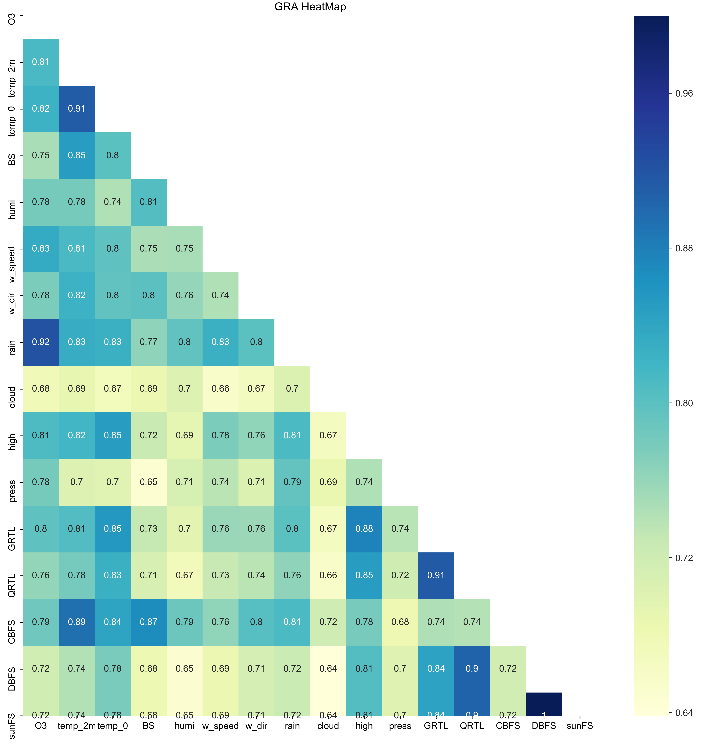 GRA HeatMap
O3
temp_2m
0.81
temp_0
0.82 0.91
BS
0.75 0.85 0.8
humi
0.78 0.78 0.74 0.81
w_speed
0.83 0.81 0.8 0.75 0.75
w_dir
0.78 0.82 0.8 0.8 0.76 0.74
rain
0.92 0.83 0.83 0.77 0.8 0.83 0.8
cloud
0.68 0.69 0.67 0.69 0.7 0.66 0.67 0.7
high
0.81 0.82 0.85 0.72 0.69 0.78 0.76 0.81 0.67
press
0.78 0.7 0.7 0.65 0.71 0.74 0.71 0.79 0.69 0.74
GRTL
0.8 0.81 0.85 0.73 0.7 0.76 0.76 0.8 0.67 0.88 0.74
QRTL
0.76 0.78 0.83 0.71 0.67 0.73 0.74 0.76 0.66 0.85 0.72 0.91
CBFS
0.79 0.89 0.84 0.87 0.79 0.76 0.8 0.81 0.72 0.78 0.68 0.74 0.74
DBFS
0.72 0.74 0.78 0.68 0.65 0.69 0.71 0.72 0.64 0.81 0.7 0.84 0.9 0.72
sunFS
0.72 0.74 0.78 0.68 0.65 0.69 0.71 0.72 0.64 0.81 0.7 0.84 0.9 0.72 1
O3 temp_2m temp_0 BS humi w_speed w_dir rain cloud high press GRTL QRTL CBFS DBFS sunFS
0.96
0.88
0.80
0.72
0.64